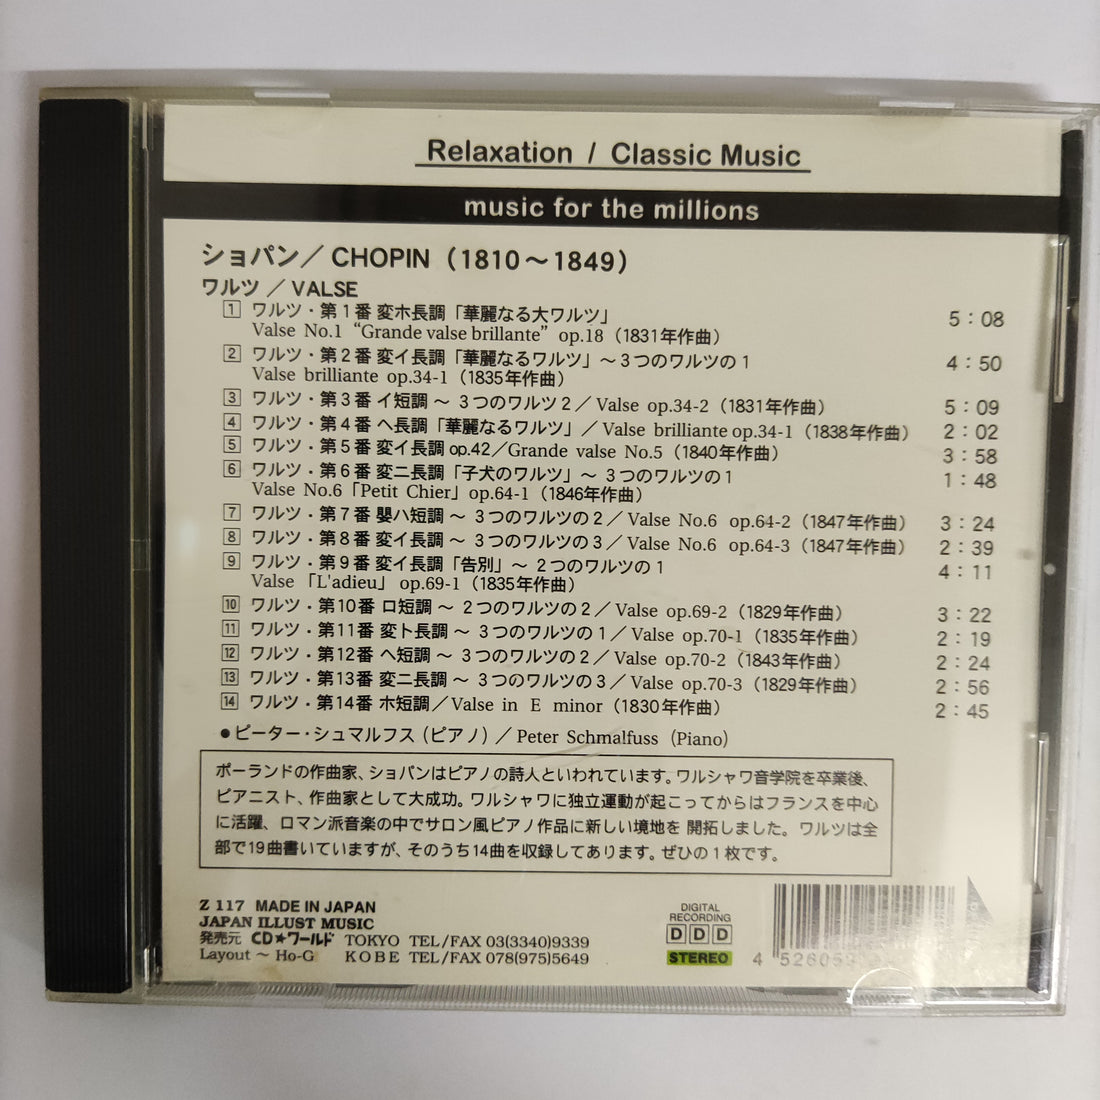 Relaxation / Classic Music
music for the millions
ショパン／CHOPIN（1810〜1849）
ワルツ／VALSE
1 ワルツ・第1番 変ホ長調「華麗なる大ワルツ」 5：08
Valse No.1 “Grande valse brillante” op.18（1831年作曲）
2 ワルツ・第2番 変イ長調「華麗なるワルツ」〜3つのワルツの1 4：50
Valse brilliante op.34-1（1835年作曲）
3 ワルツ・第3番 イ短調 〜 3つのワルツ2／Valse op.34-2（1831年作曲） 5：09
4 ワルツ・第4番 ヘ長調「華麗なるワルツ」／Valse brilliante op.34-1（1838年作曲） 2：02
5 ワルツ・第5番 変イ長調 op.42／Grande valse No.5（1840年作曲） 3：58
6 ワルツ・第6番 変ニ長調「子犬のワルツ」〜 3つのワルツの1 1：48
Valse No.6「Petit Chier」op.64-1（1846年作曲）
7 ワルツ・第7番 嬰ハ短調 〜 3つのワルツの2／Valse No.6 op.64-2（1847年作曲） 3：24
8 ワルツ・第8番 変イ長調 〜 3つのワルツの3／Valse No.6 op.64-3（1847年作曲） 2：39
9 ワルツ・第9番 変イ長調「告別」〜 2つのワルツの1 4：11
Valse「L'adieu」op.69-1（1835年作曲）
10 ワルツ・第10番 ロ短調 〜 2つのワルツの2／Valse op.69-2（1829年作曲） 3：22
11 ワルツ・第11番 変ト長調 〜 3つのワルツの1／Valse op.70-1（1835年作曲） 2：19
12 ワルツ・第12番 ヘ短調 〜 3つのワルツの2／Valse op.70-2（1843年作曲） 2：24
13 ワルツ・第13番 変ニ長調 〜 3つのワルツの3／Valse op.70-3（1829年作曲） 2：56
14 ワルツ・第14番 ホ短調／Valse in E minor（1830年作曲） 2：45
●ピーター・シュマルフス（ピアノ）／Peter Schmalfuss（Piano）
ポーランドの作曲家、ショパンはピアノの詩人といわれています。ワルシャワ音学院を卒業後、
ピアニスト、作曲家として大成功。ワルシャワに独立運動が起こってからはフランスを中心
に活躍、ロマン派音楽の中でサロン風ピアノ作品に新しい境地を 開拓しました。ワルツは全
部で19曲書いていますが、そのうち14曲を収録してあります。ぜひの1枚です。
Z 117 MADE IN JAPAN
JAPAN ILLUST MUSIC
発売元 CD★ワールド TOKYO TEL/FAX 03(3340)9339
Layout 〜 Ho-G KOBE TEL/FAX 078(975)5649
DIGITAL
RECORDING
D D D
STEREO
4 526059